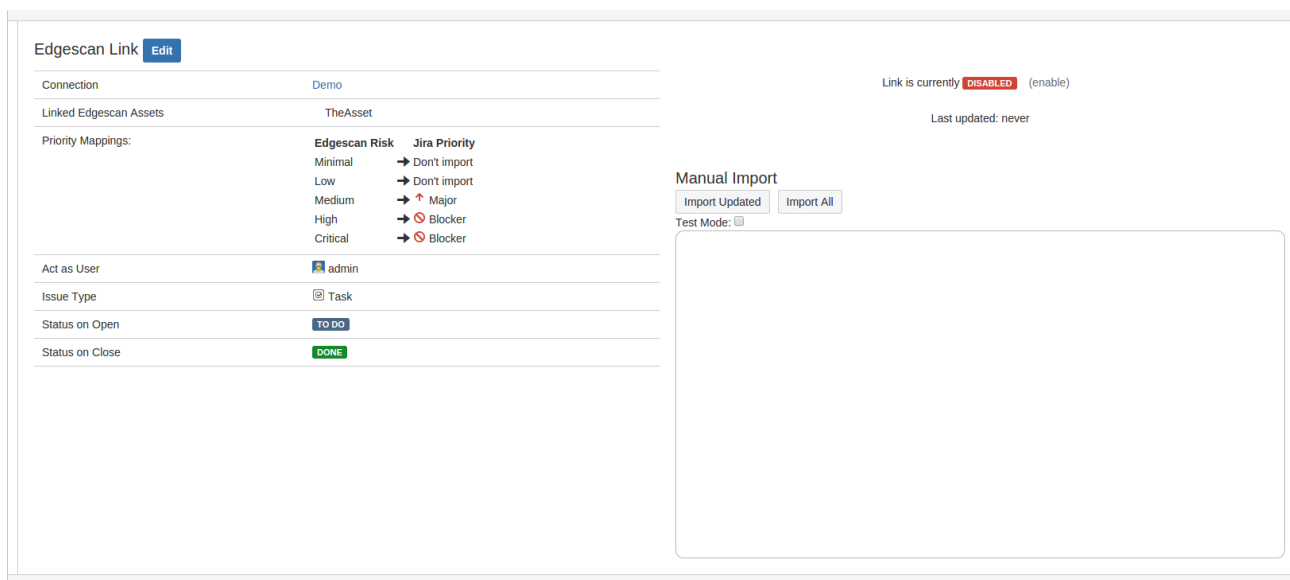 Edgescan Link Edit
Connection Demo
Linked Edgescan Assets TheAsset
Priority Mappings:
Edgescan Risk Jira Priority
Minimal Don't import
Low Don't import
Medium Major
High Blocker
Critical Blocker
Act as User admin
Issue Type Task
Status on Open TO DO
Status on Close DONE
Link is currently DISABLED (enable)
Last updated: never
Manual Import
Import Updated Import All
Test Mode: